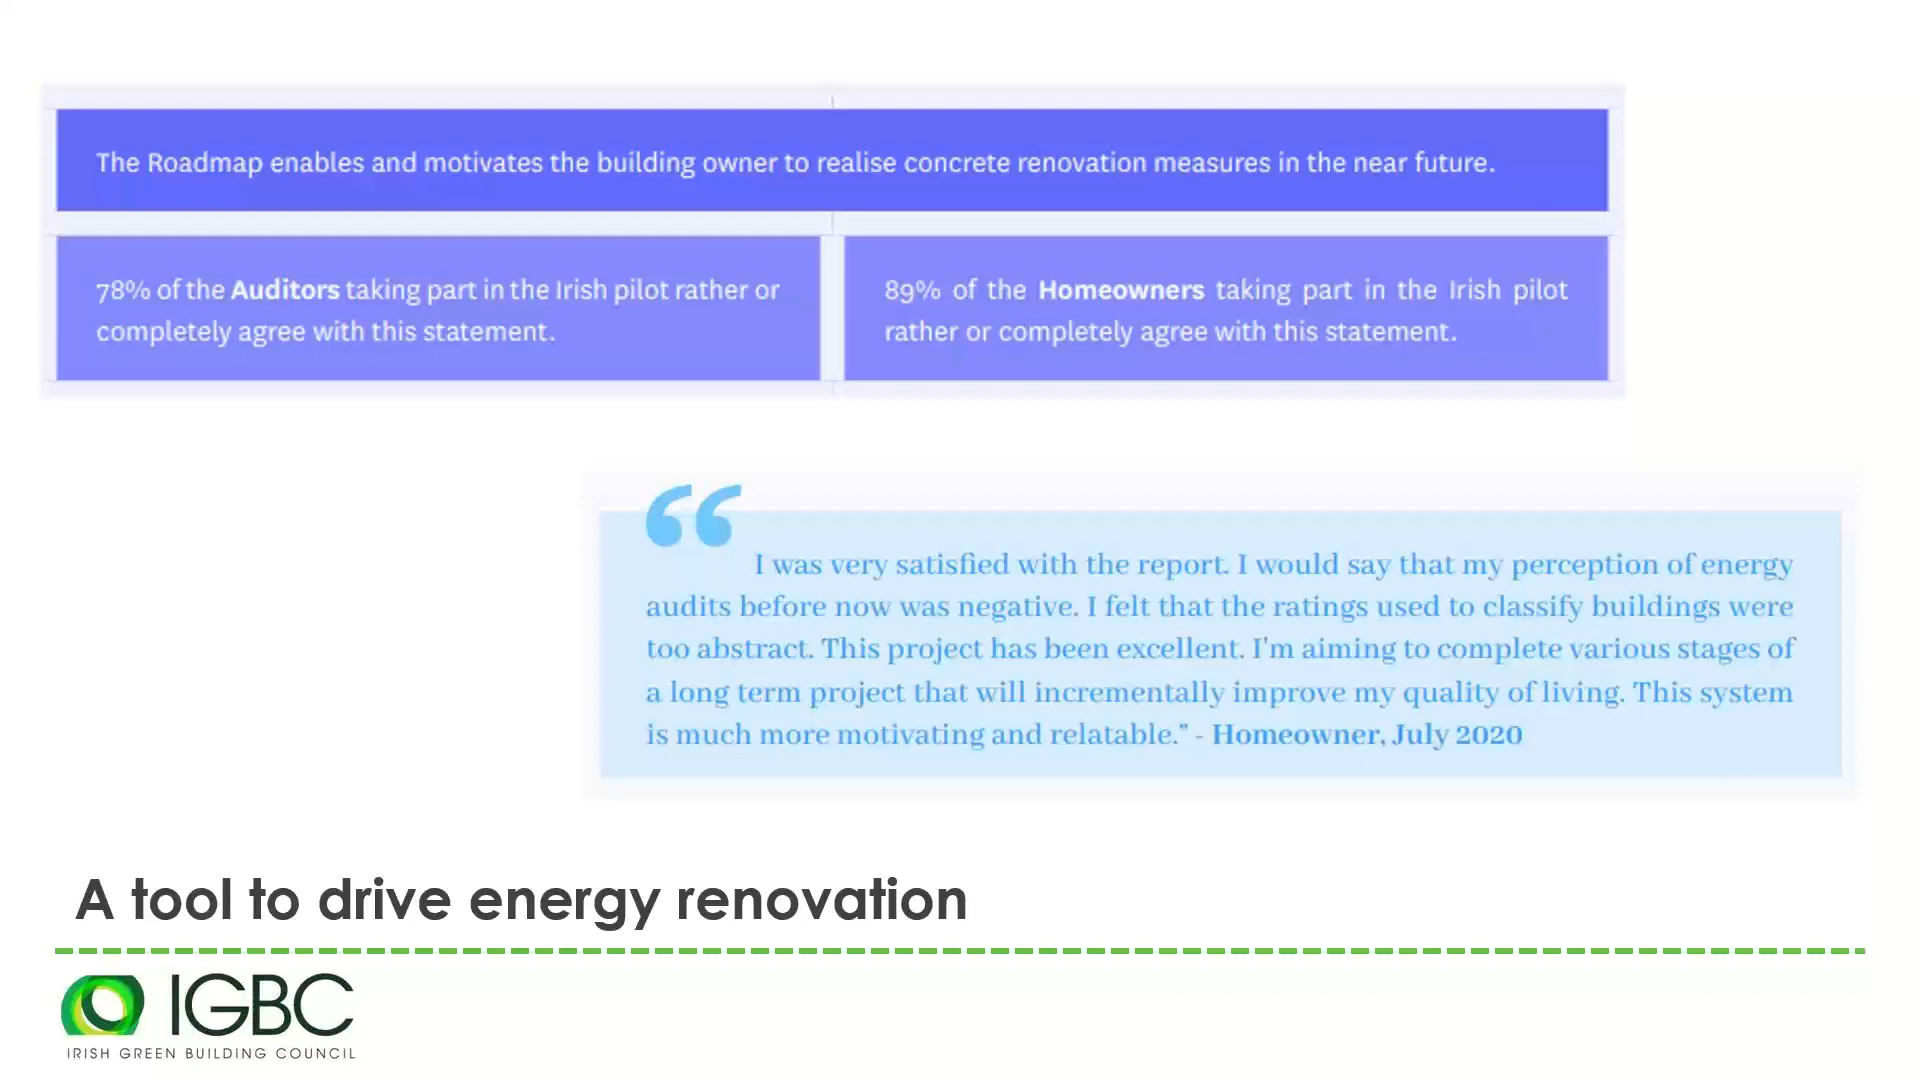 The Roadmap enables and motivates the building owner to realise concrete renovation measures in the near future.
78% of the Auditors taking part in the Irish pilot rather or
completely agree with this statement.
89% of the Homeowners taking part in the Irish pilot
rather or completely agree with this statement.
“
I was very satisfied with the report. I would say that my perception of energy
audits before now was negative. I felt that the ratings used to classify buildings were
too abstract. This project has been excellent. I'm aiming to complete various stages of
a long term project that will incrementally improve my quality of living. This system
is much more motivating and relatable.” - Homeowner, July 2020
A tool to drive energy renovation
IGBC
IRISH GREEN BUILDING COUNCIL